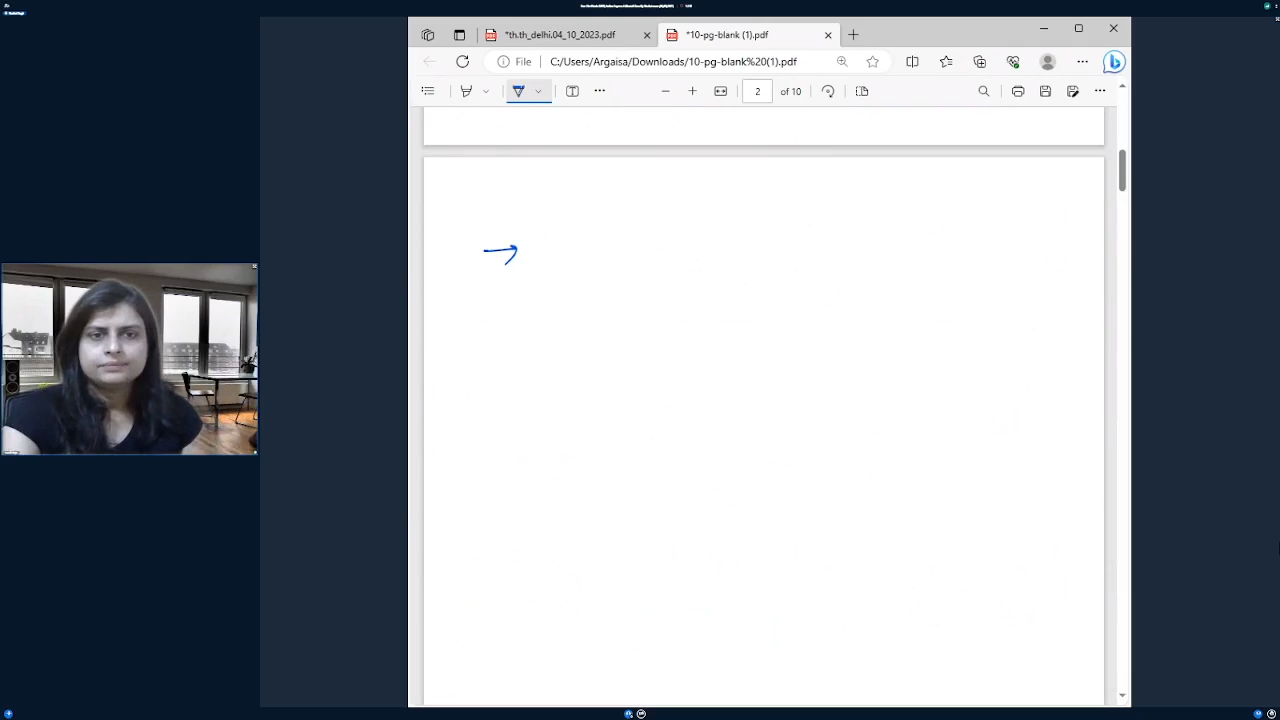 *th.th_delhi.04_10_2023.pdf
*10-pg-blank (1).pdf
File
C:/Users/Argaisa/Downloads/10-pg-blank%20(1).pdf
2
of 10